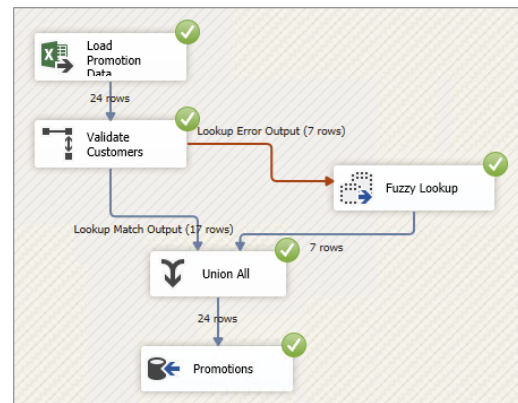 Load
Promotion
Data
24 rows
Validate
Customers
Lookup Error Output (7 rows)
Fuzzy Lookup
Lookup Match Output (17 rows)
7 rows
Union All
24 rows
Promotions